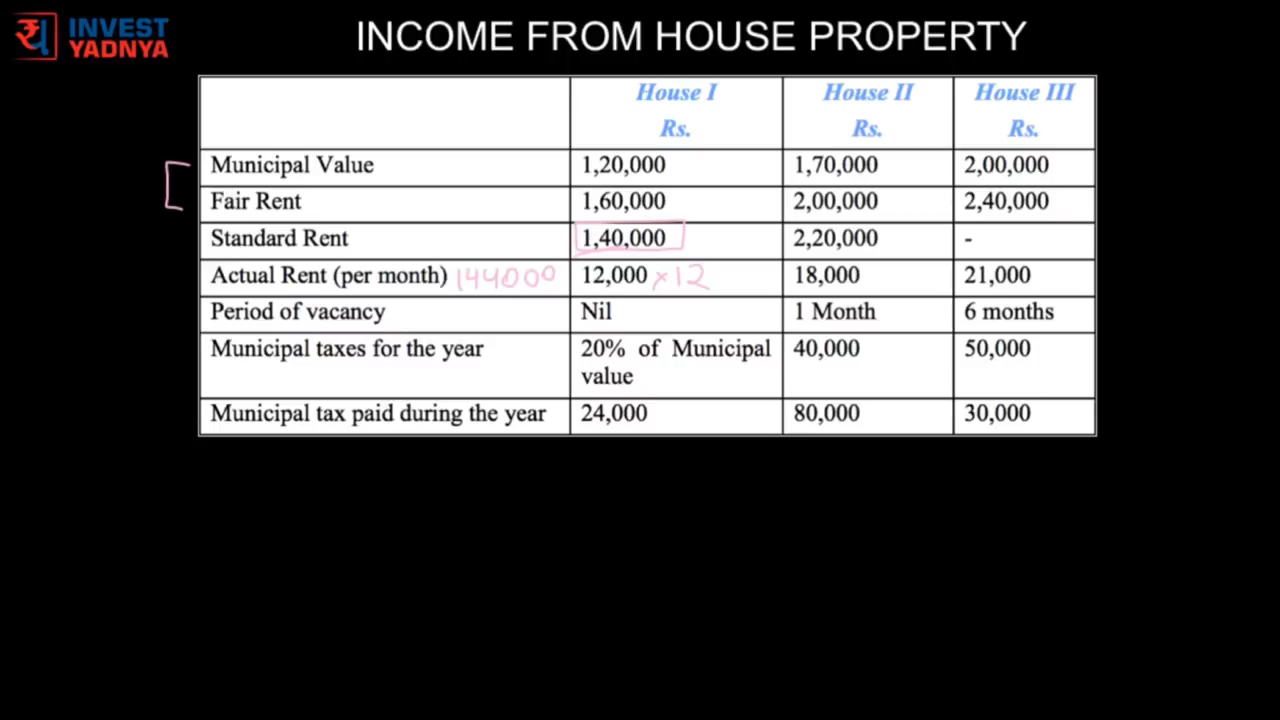 य INVEST YADNYA
INCOME FROM HOUSE PROPERTY
House I Rs. House II Rs. House III Rs.
Municipal Value 1,20,000 1,70,000 2,00,000
Fair Rent 1,60,000 2,00,000 2,40,000
Standard Rent 1,40,000 2,20,000 -
Actual Rent (per month) 144000 12,000 × 12 18,000 21,000
Period of vacancy Nil 1 Month 6 months
Municipal taxes for the year 20% of Municipal value 40,000 50,000
Municipal tax paid during the year 24,000 80,000 30,000